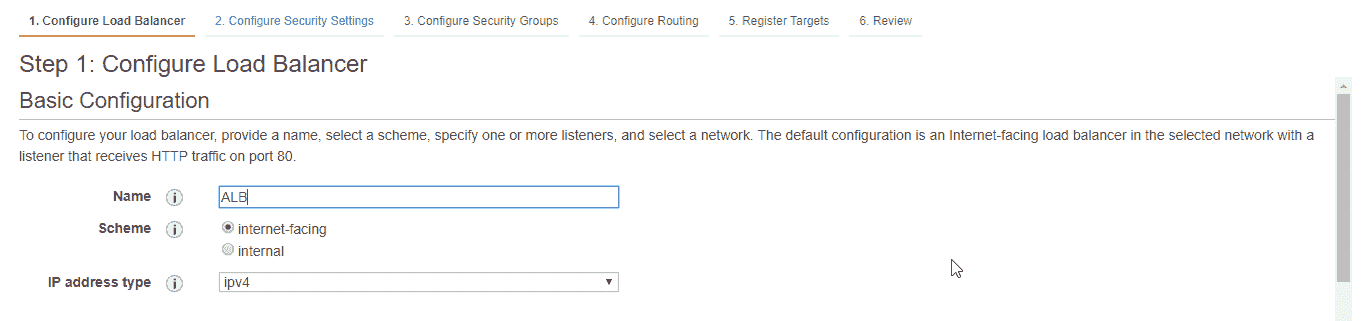 1. Configure Load Balancer 2. Configure Security Settings 3. Configure Security Groups 4. Configure Routing 5. Register Targets 6. Review
Step 1: Configure Load Balancer
Basic Configuration
To configure your load balancer, provide a name, select a scheme, specify one or more listeners, and select a network. The default configuration is an Internet-facing load balancer in the selected network with a
listener that receives HTTP traffic on port 80.
Name i ALB
Scheme i internet-facing
internal
IP address type i ipv4